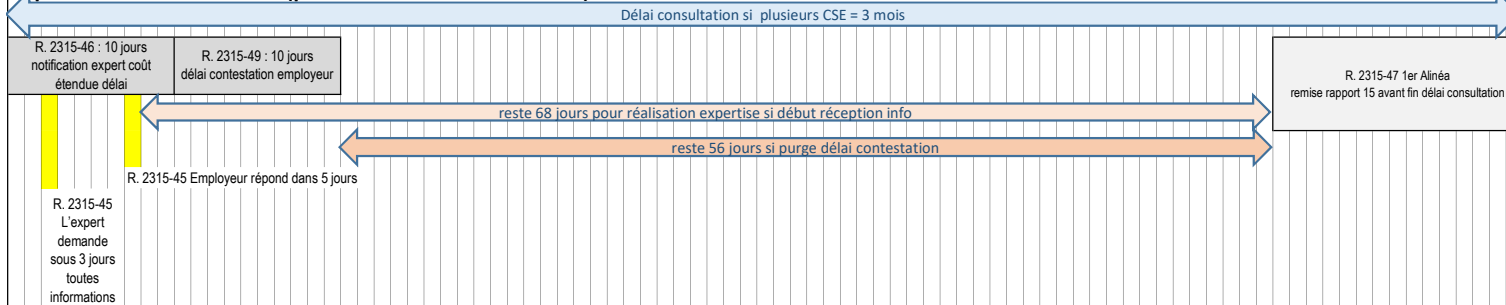 Délai consultation si plusieurs CSE = 3 mois
R. 2315-46 : 10 jours
notification expert coût
étendue délai
R. 2315-49 : 10 jours
délai contestation employeur
R. 2315-47 1er Alinéa
remise rapport 15 avant fin délai consultation
reste 68 jours pour réalisation expertise si début réception info
reste 56 jours si purge délai contestation
R. 2315-45 Employeur répond dans 5 jours
R. 2315-45
L'expert
demande
sous 3 jours
toutes
informations